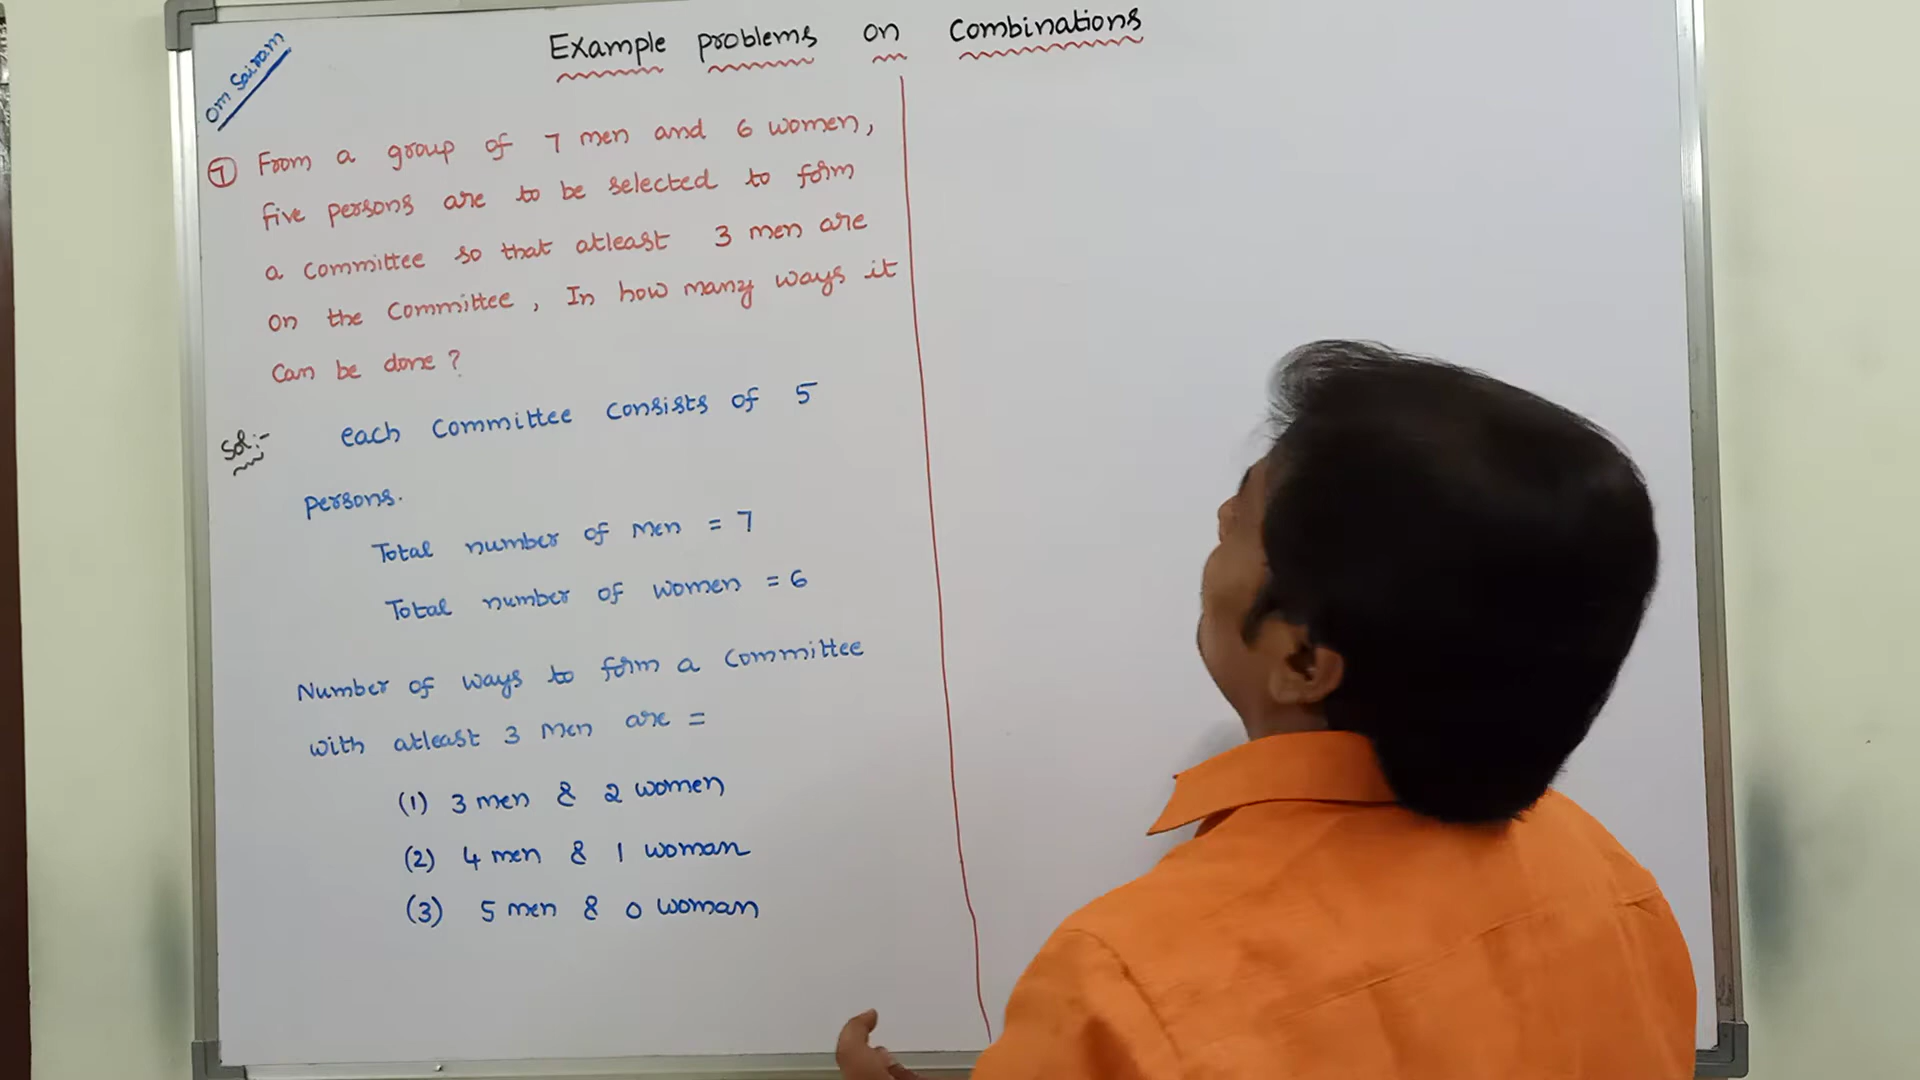 Om Sairam
Example problems on Combinations
7 From a group of 7 men and 6 women,
five persons are to be selected to form
a committee so that atleast 3 men are
on the committee, In how many ways it
can be done?
Sol:- each committee consists of 5
persons.
Total number of men = 7
Total number of women = 6
Number of ways to form a committee
with atleast 3 men are =
(1) 3 men & 2 women
(2) 4 men & 1 woman
(3) 5 men & 0 woman